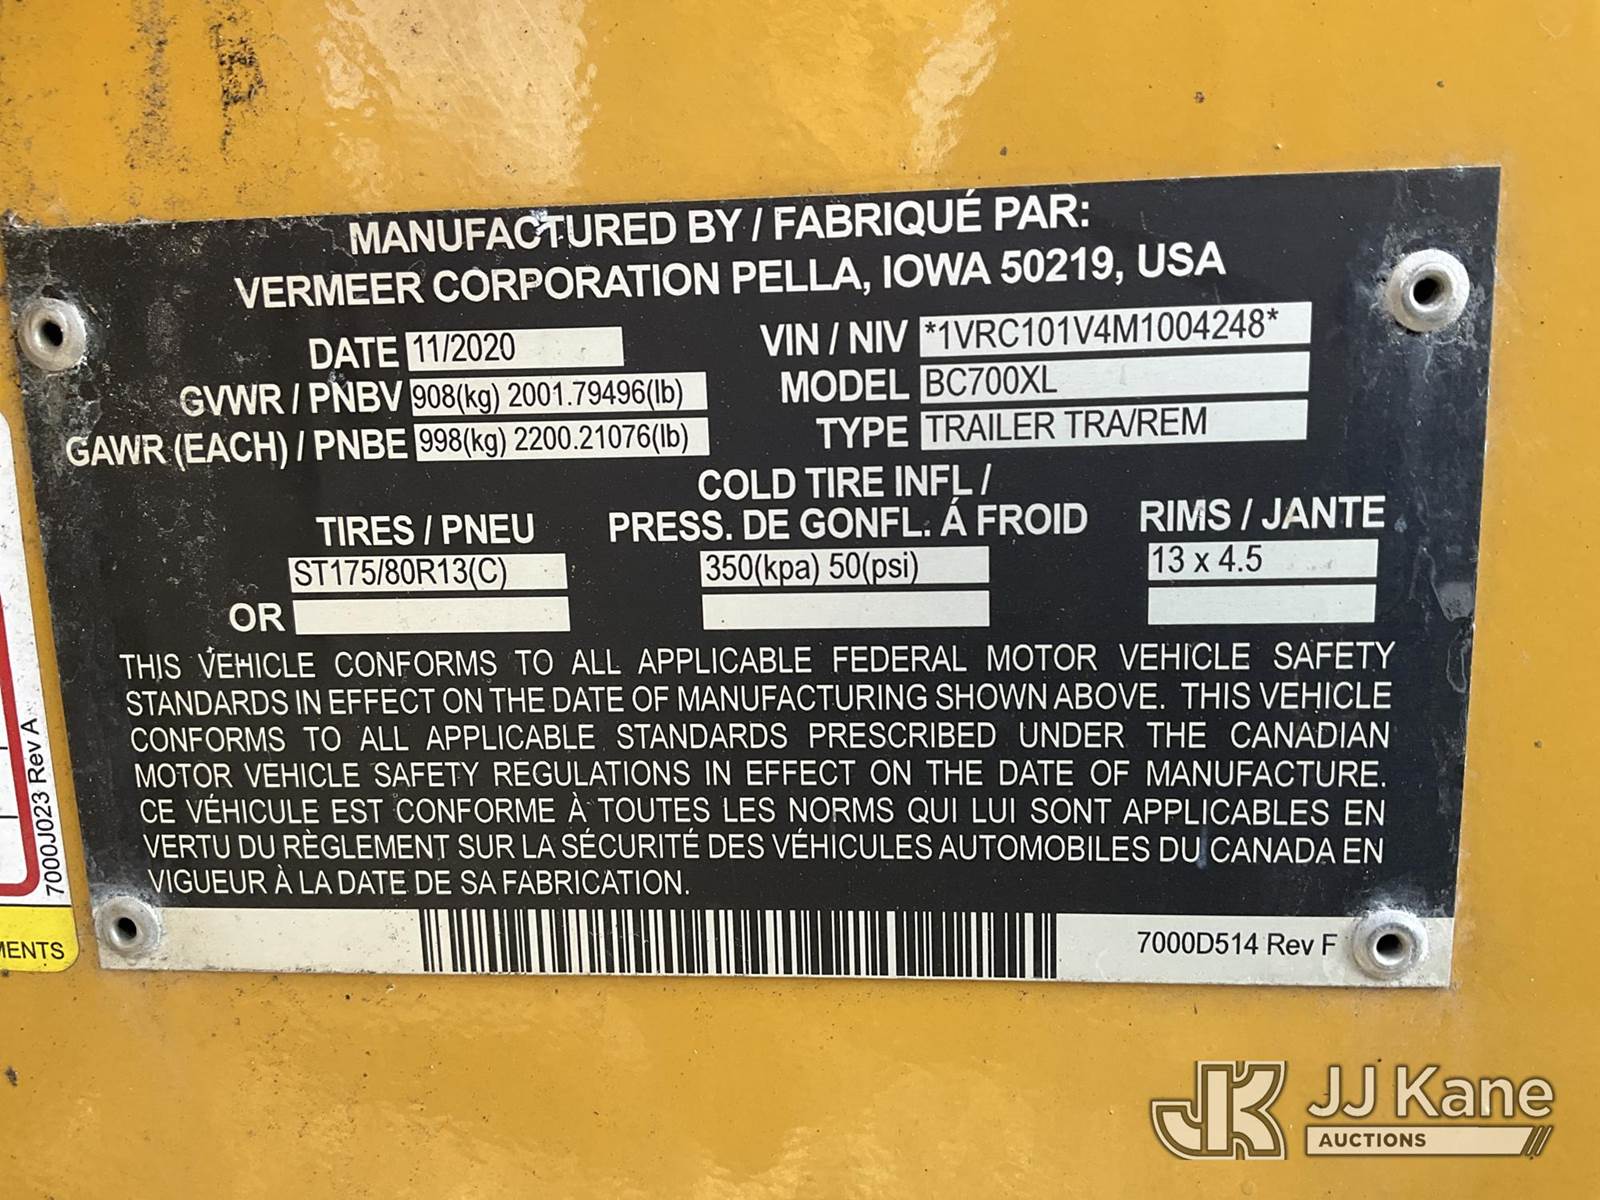 MANUFACTURED BY / FABRIQUÉ PAR:
VERMEER CORPORATION PELLA, IOWA 50219, USA
DATE 11/2020
VIN / NIV *1VRC101V4M1004248*
GVWR / PNBV 908(kg) 2001.79496(lb)
MODEL BC700XL
GAWR (EACH) / PNBE 998(kg) 2200.21076(lb)
TYPE TRAILER TRA/REM
COLD TIRE INFL /
TIRES / PNEU PRESS. DE GONFL. Á FROID RIMS / JANTE
ST175/80R13(C) 350(kpa) 50(psi) 13 x 4.5
OR
THIS VEHICLE CONFORMS TO ALL APPLICABLE FEDERAL MOTOR VEHICLE SAFETY
STANDARDS IN EFFECT ON THE DATE OF MANUFACTURING SHOWN ABOVE. THIS VEHICLE
CONFORMS TO ALL APPLICABLE STANDARDS PRESCRIBED UNDER THE CANADIAN
MOTOR VEHICLE SAFETY REGULATIONS IN EFFECT ON THE DATE OF MANUFACTURE.
CE VÉHICULE EST CONFORME À TOUTES LES NORMS QUI LUI SONT APPLICABLES EN
VERTU DU RÈGLEMENT SUR LA SÉCURITÉ DES VÉHICULES AUTOMOBILES DU CANADA EN
VIGUEUR À LA DATE DE SA FABRICATION.
7000D514 Rev F
7000J023 Rev A
MENTS
JK JJ Kane
AUCTIONS